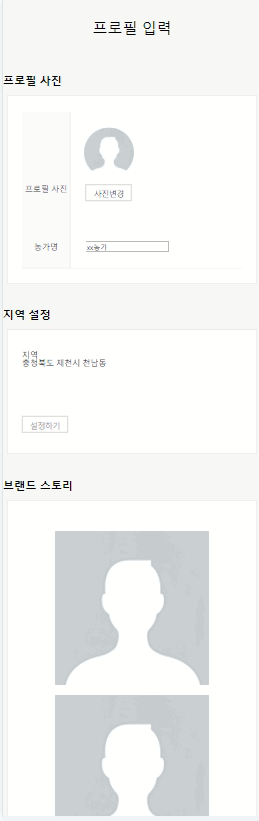 프로필 입력
프로필 사진
프로필 사진
사진변경
농가명
xx농가
지역 설정
지역
충청북도 제천시 천남동
설정하기
브랜드 스토리